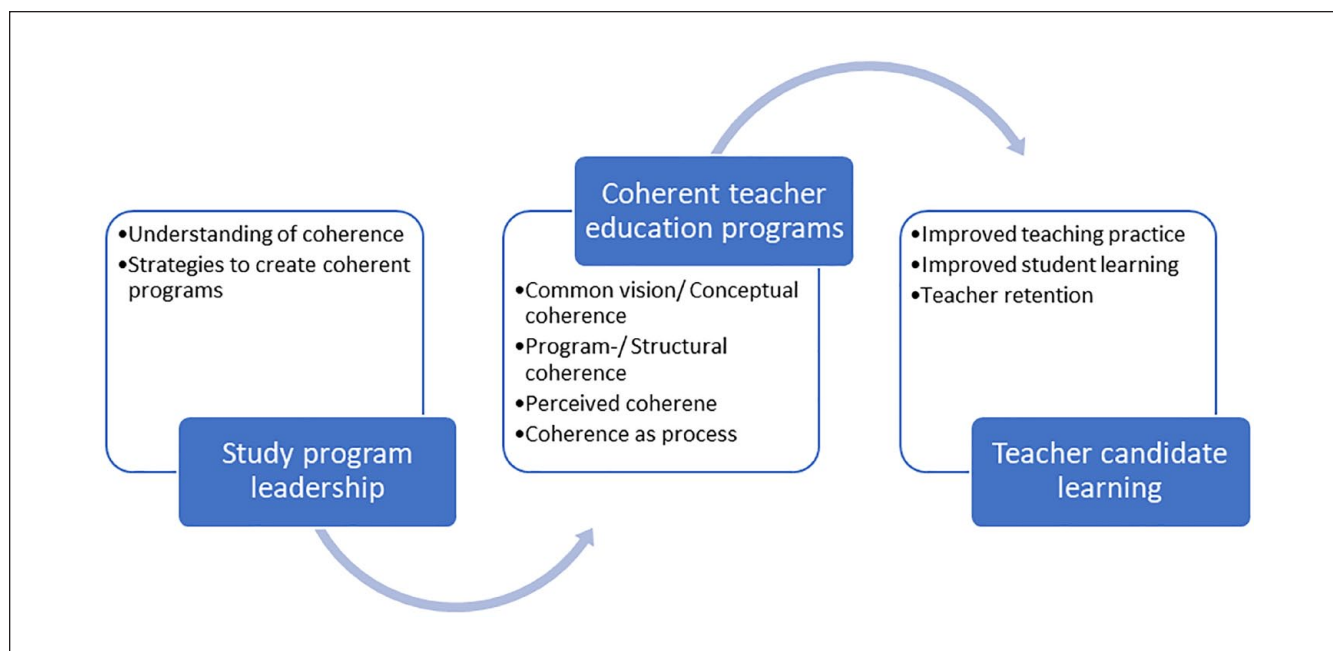 •Understanding of coherence
•Strategies to create coherent
programs
Study program
leadership
Coherent teacher
education programs
•Common vision/ Conceptual
coherence
•Program-/ Structural
coherence
•Perceived coherene
•Coherence as process
•Improved teaching practice
•Improved student learning
•Teacher retention
Teacher candidate
learning